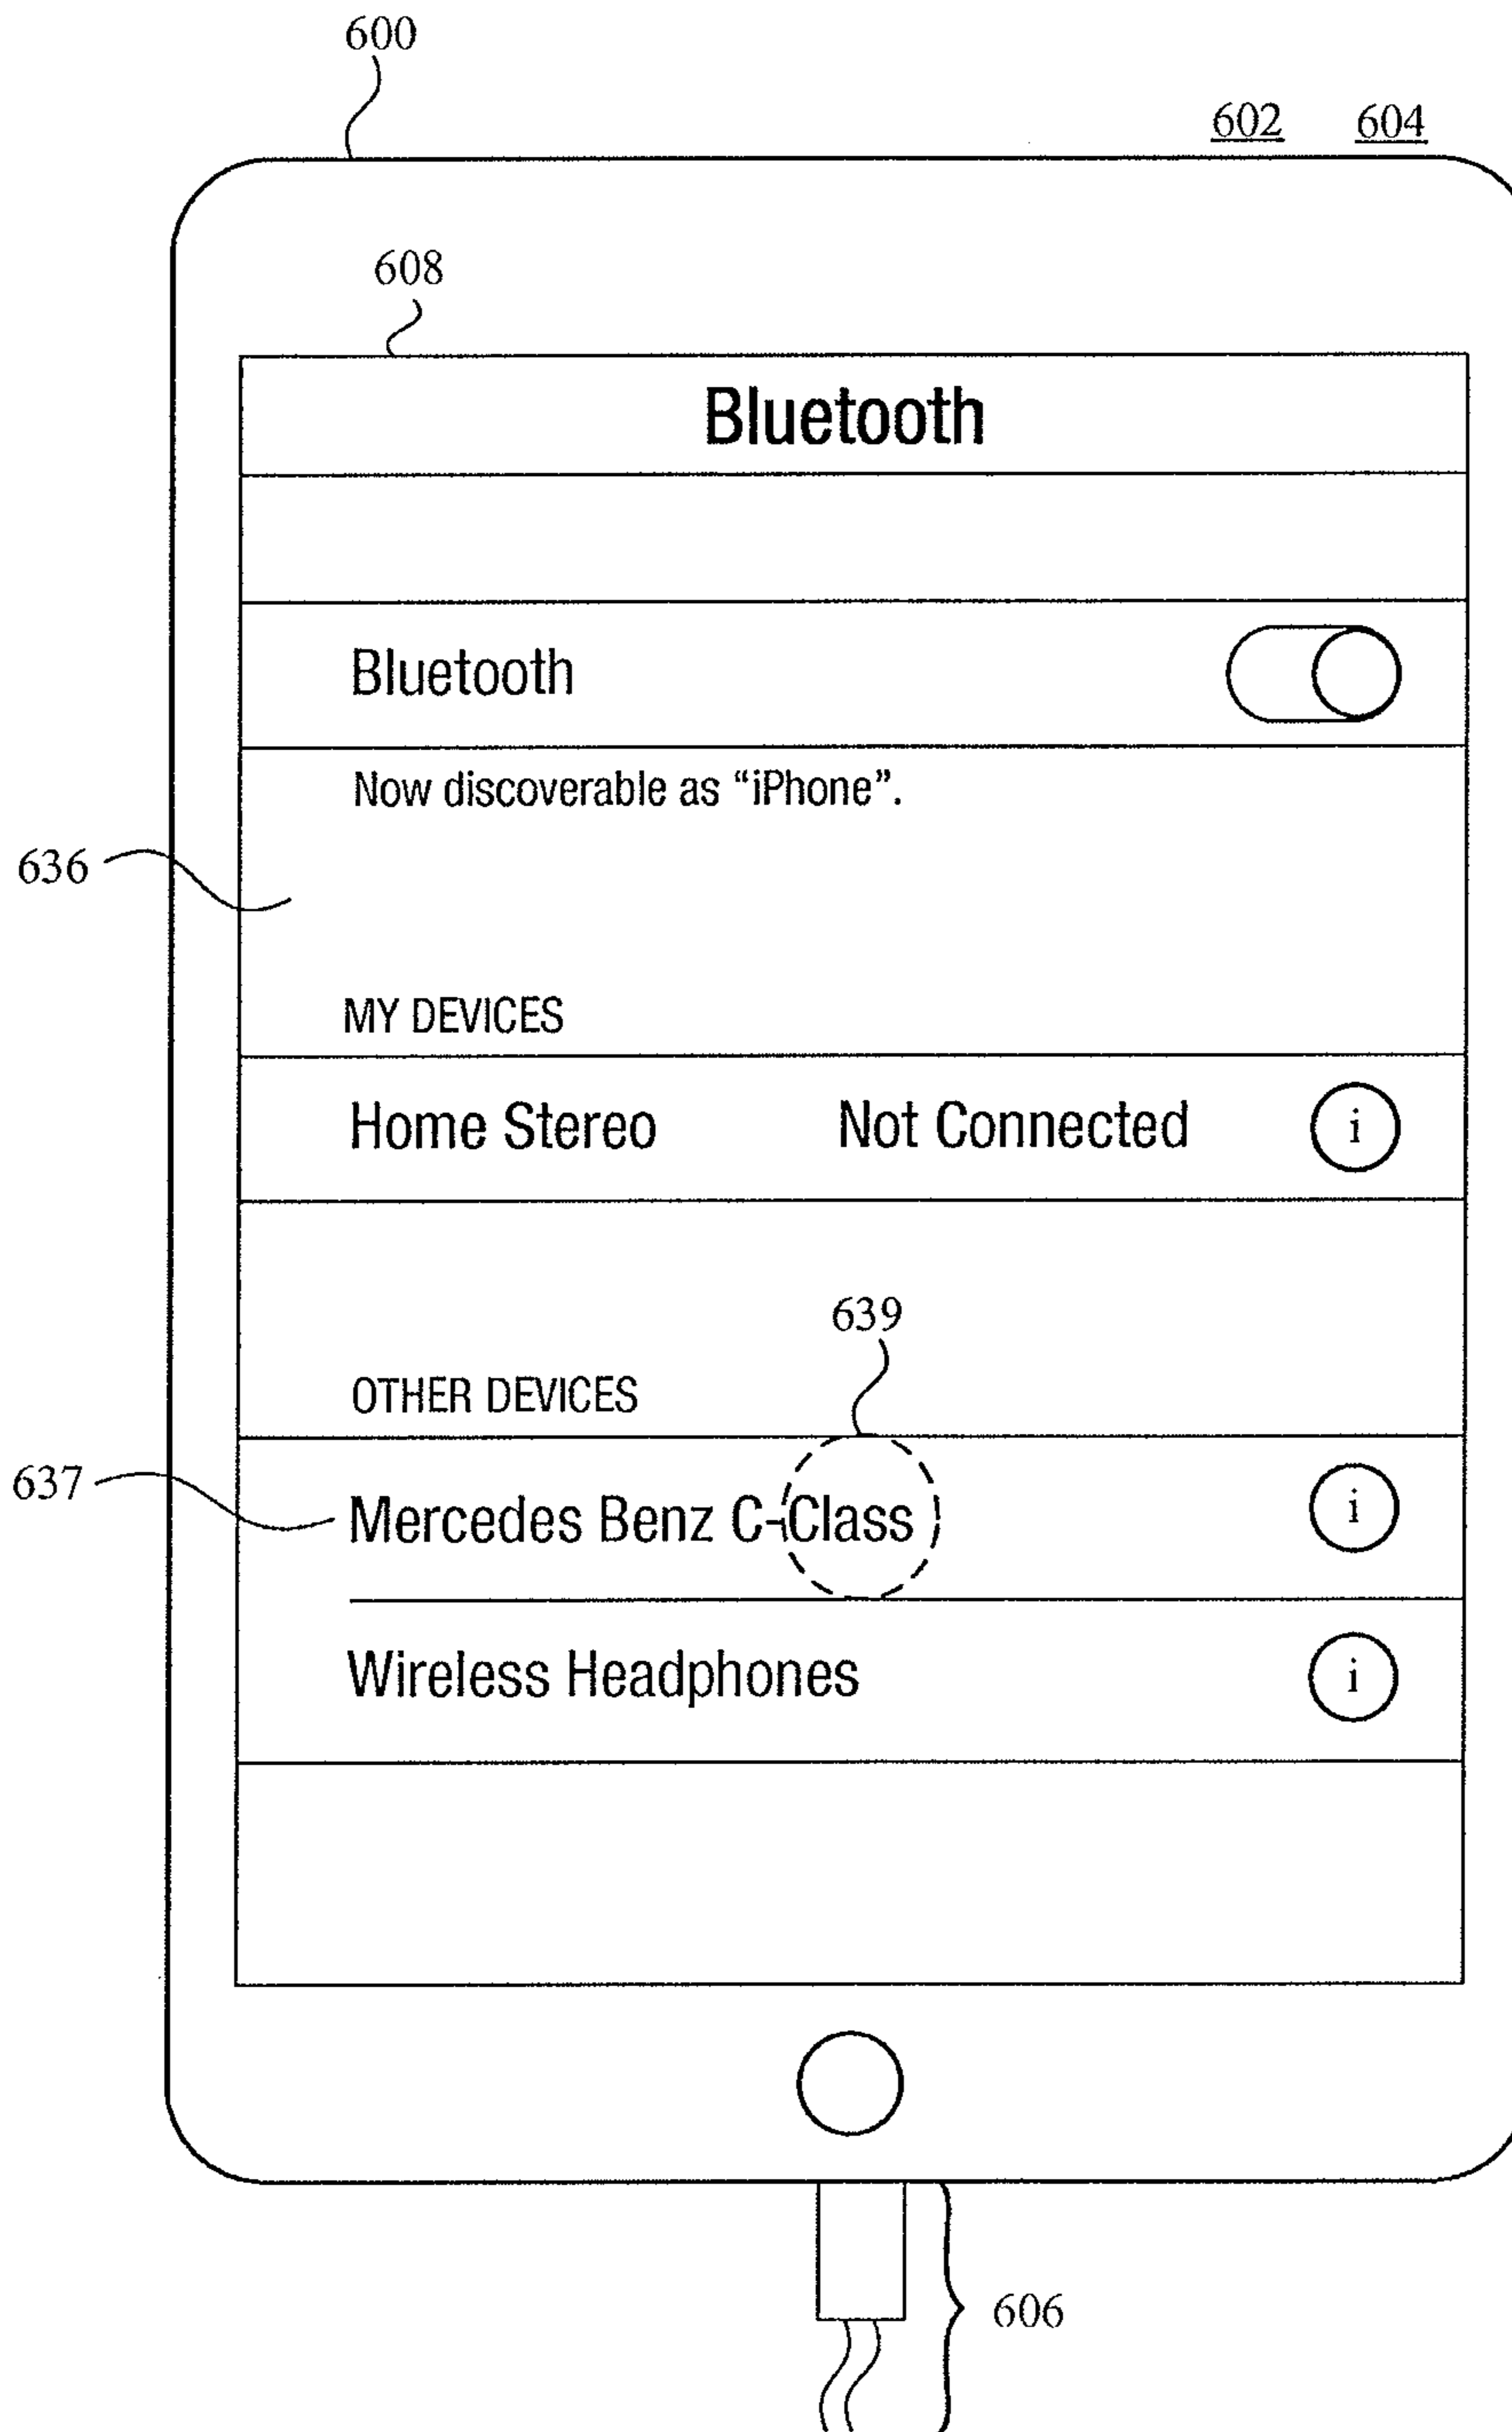 600
602 604
608
Bluetooth
Bluetooth
Now discoverable as “iPhone”.
636
MY DEVICES
Home Stereo Not Connected i
639
OTHER DEVICES
637
Mercedes Benz C-Class i
Wireless Headphones i
606